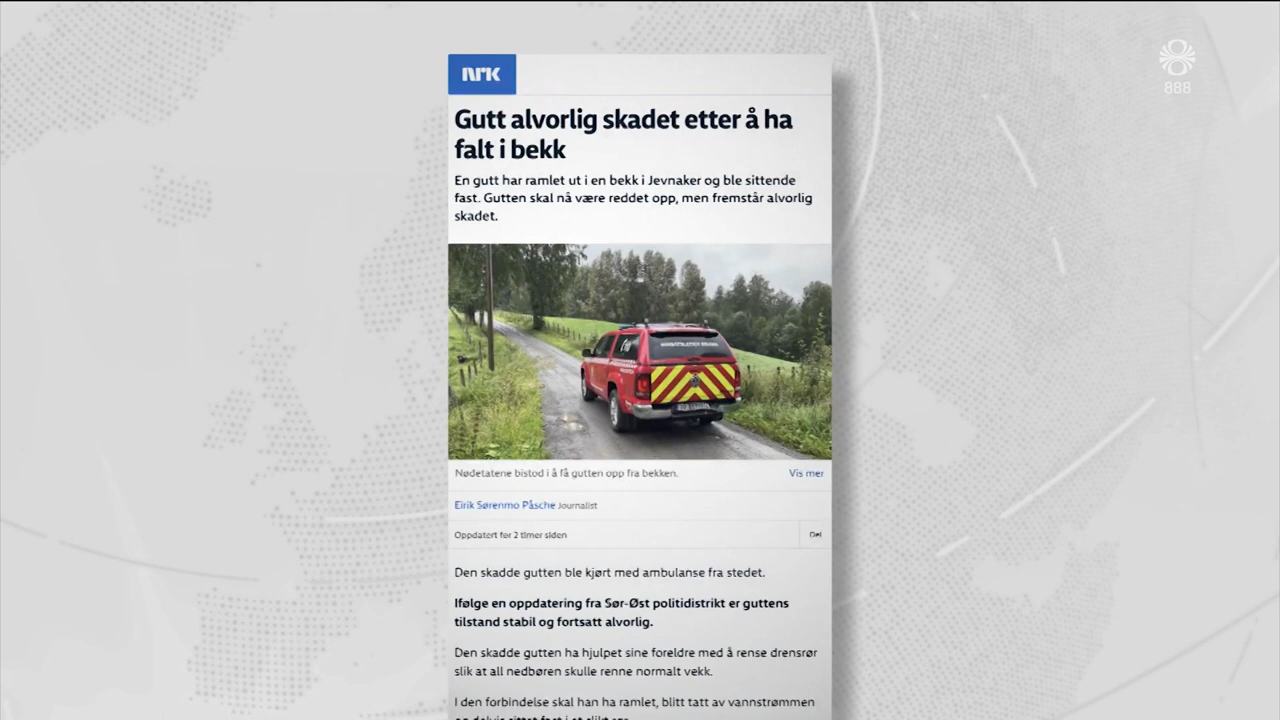 888
NRK
Gutt alvorlig skadet etter å ha
falt i bekk
En gutt har ramlet ut i en bekk i Jevnaker og ble sittende
fast. Gutten skal nå være reddet opp, men fremstår alvorlig
skadet.
Nødetatene bistod i å få gutten opp fra bekken.
Vis mer
Eirik Sørenmo Påsche Journalist
Oppdatert for 2 timer siden
Del
Den skadde gutten ble kjørt med ambulanse fra stedet.
Ifølge en oppdatering fra Sør-Øst politidistrikt er guttens
tilstand stabil og fortsatt alvorlig.
Den skadde gutten ha hjulpet sine foreldre med å rense drensrør
slik at all nedbøren skulle renne normalt vekk.
I den forbindelse skal han ha ramlet, blitt tatt av vannstrømmen